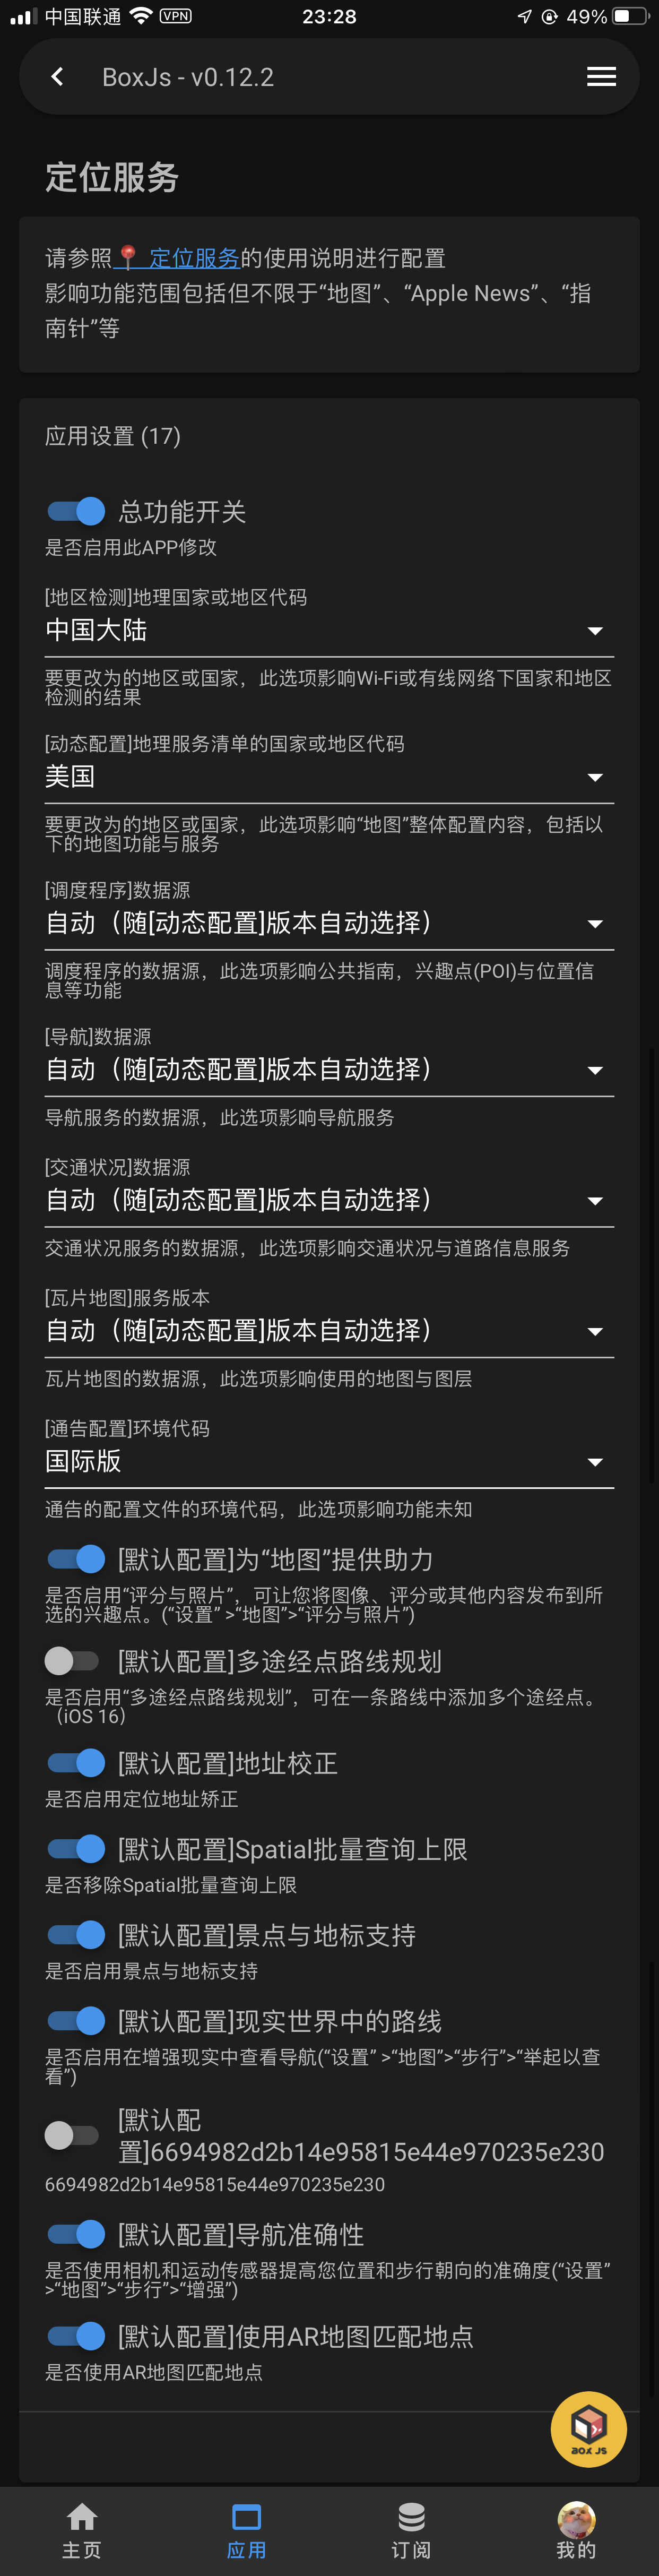 中国联通 VPN 23:28 49%
BoxJs - v0.12.2
定位服务
请参照📍 定位服务的使用说明进行配置
影响功能范围包括但不限于“地图”、“Apple News”、“指
南针”等
应用设置 (17)
总功能开关
是否启用此APP修改
[地区检测]地理国家或地区代码
中国大陆
要更改为的地区或国家，此选项影响Wi-Fi或有线网络下国家和地区
检测的结果
[动态配置]地理服务清单的国家或地区代码
美国
要更改为的地区或国家，此选项影响“地图”整体配置内容，包括以
下的地图功能与服务
[调度程序]数据源
自动（随[动态配置]版本自动选择）
调度程序的数据源，此选项影响公共指南，兴趣点(POI)与位置信
息等功能
[导航]数据源
自动（随[动态配置]版本自动选择）
导航服务的数据源，此选项影响导航服务
[交通状况]数据源
自动（随[动态配置]版本自动选择）
交通状况服务的数据源，此选项影响交通状况与道路信息服务
[瓦片地图]服务版本
自动（随[动态配置]版本自动选择）
瓦片地图的数据源，此选项影响使用的地图与图层
[通告配置]环境代码
国际版
通告的配置文件的环境代码，此选项影响功能未知
[默认配置]为“地图”提供助力
是否启用“评分与照片”，可让您将图像、评分或其他内容发布到所
选的兴趣点。(“设置” >“地图”>“评分与照片”)
[默认配置]多途经点路线规划
是否启用“多途经点路线规划”，可在一条路线中添加多个途经点。
（iOS 16）
[默认配置]地址校正
是否启用定位地址矫正
[默认配置]Spatial批量查询上限
是否移除Spatial批量查询上限
[默认配置]景点与地标支持
是否启用景点与地标支持
[默认配置]现实世界中的路线
是否启用在增强现实中查看导航(“设置” >“地图”>“步行”>“举起以查
看”)
[默认配
置]6694982d2b14e95815e44e970235e230
6694982d2b14e95815e44e970235e230
[默认配置]导航准确性
是否使用相机和运动传感器提高您位置和步行朝向的准确度(“设置”
>“地图”>“步行”>“增强”)
[默认配置]使用AR地图匹配地点
是否使用AR地图匹配地点
BOX JS
主页 应用 订阅 我的